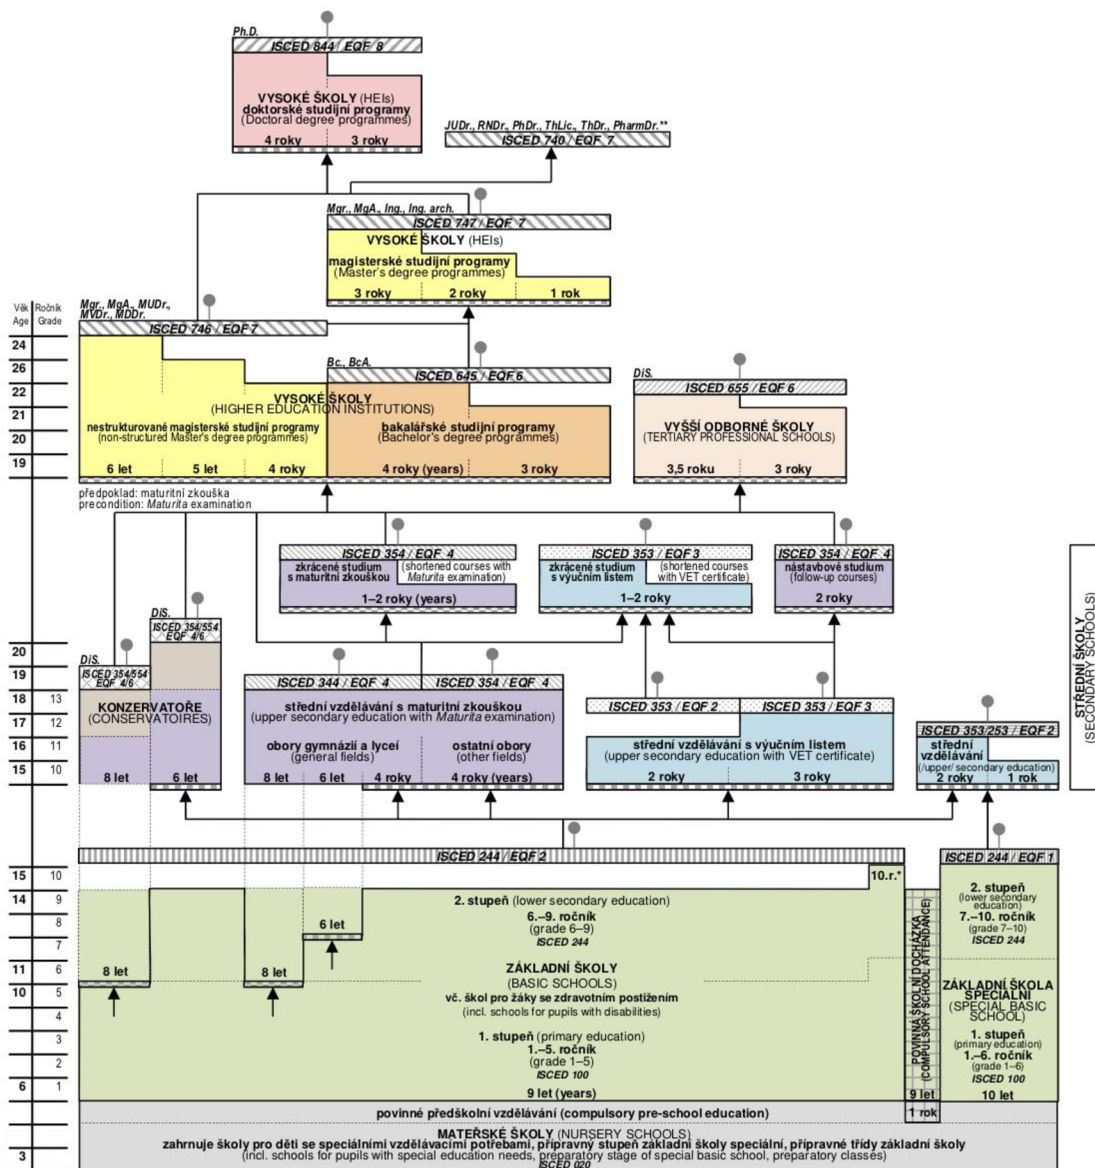 Ph.D.
ISCED 844 / EQF 8
VYSOKÉ ŠKOLY (HEIs)
doktorské studijní programy
(Doctoral degree programmes)
4 roky 3 roky
JUDr., RNDr., PhDr., ThLic., ThDr., PharmDr.**
ISCED 740 / EQF 7
Mgr., MgA., Ing., Ing. arch.
ISCED 747 / EQF 7
VYSOKÉ ŠKOLY (HEIs)
magisterské studijní programy
(Master's degree programmes)
3 roky 2 roky 1 rok
Věk Ročník
Age Grade
Mgr., MgA., MUDr.,
MVDr., MDDr.
ISCED 746 / EQF 7
24
26
22
21
20
19
Bc., BcA.
ISCED 645 / EQF 6
DiS.
ISCED 655 / EQF 6
VYSOKÉ ŠKOLY
(HIGHER EDUCATION INSTITUTIONS)
nestrukturované magisterské studijní programy
(non-structured Master's degree programmes)
6 let 5 let 4 roky
bakalářské studijní programy
(Bachelor's degree programmes)
4 roky (years) 3 roky
VYŠŠÍ ODBORNÉ ŠKOLY
(TERTIARY PROFESSIONAL SCHOOLS)
3,5 roku 3 roky
předpoklad: maturitní zkouška
precondition: Maturita examination
ISCED 354 / EQF 4
zkrácené studium
s maturitní zkouškou
(shortened courses with
Maturita examination)
1–2 roky (years)
ISCED 353 / EQF 3
zkrácené studium
s výučním listem
(shortened courses
with VET certificate)
1–2 roky
ISCED 354 / EQF 4
nástavbové studium
(follow-up courses)
2 roky
STŘEDNÍ ŠKOLY
(SECONDARY SCHOOLS)
20
19
18 13
17 12
16 11
15 10
DiS.
ISCED 354/554
EQF 4/6
DiS.
ISCED 354/554
EQF 4/6
KONZERVATOŘE
(CONSERVATOIRES)
8 let 6 let
ISCED 344 / EQF 4 ISCED 354 / EQF 4
střední vzdělávání s maturitní zkouškou
(upper secondary education with Maturita examination)
obory gymnázií a lyceí
(general fields)
ostatní obory
(other fields)
8 let 6 let 4 roky 4 roky (years)
ISCED 353 / EQF 2 ISCED 353 / EQF 3
střední vzdělávání s výučním listem
(upper secondary education with VET certificate)
2 roky 3 roky
ISCED 353/253 / EQF 2
střední
vzdělávání
(/upper/ secondary education)
2 roky 1 rok
ISCED 244 / EQF 2
ISCED 244 / EQF 1
15 10
14 9
8
7
11 6
10 5
4
3
2
6 1
3
10.r.*
8 let
8 let
6 let
2. stupeň (lower secondary education)
6.–9. ročník
(grade 6–9)
ISCED 244
ZÁKLADNÍ ŠKOLY
(BASIC SCHOOLS)
vč. škol pro žáky se zdravotním postižením
(incl. schools for pupils with disabilities)
1. stupeň (primary education)
1.–5. ročník
(grade 1–5)
ISCED 100
9 let (years)
POVINNÁ ŠKOLNÍ DOCHÁZKA
(COMPULSORY SCHOOL ATTENDANCE)
9 let
1 rok
2. stupeň
(lower secondary
education)
7.–10. ročník
(grade 7–10)
ISCED 244
ZÁKLADNÍ ŠKOLA
SPECIÁLNÍ
(SPECIAL BASIC
SCHOOL)
1. stupeň
(primary education)
1.–6. ročník
(grade 1–6)
ISCED 100
10 let
povinné předškolní vzdělávání (compulsory pre-school education)
MATEŘSKÉ ŠKOLY (NURSERY SCHOOLS)
zahrnuje školy pro děti se speciálními vzdělávacími potřebami, přípravný stupeň základní školy speciální, přípravné třídy základní školy
(incl. schools for pupils with special education needs, preparatory stage of special basic school, preparatory classes)
ISCED 020